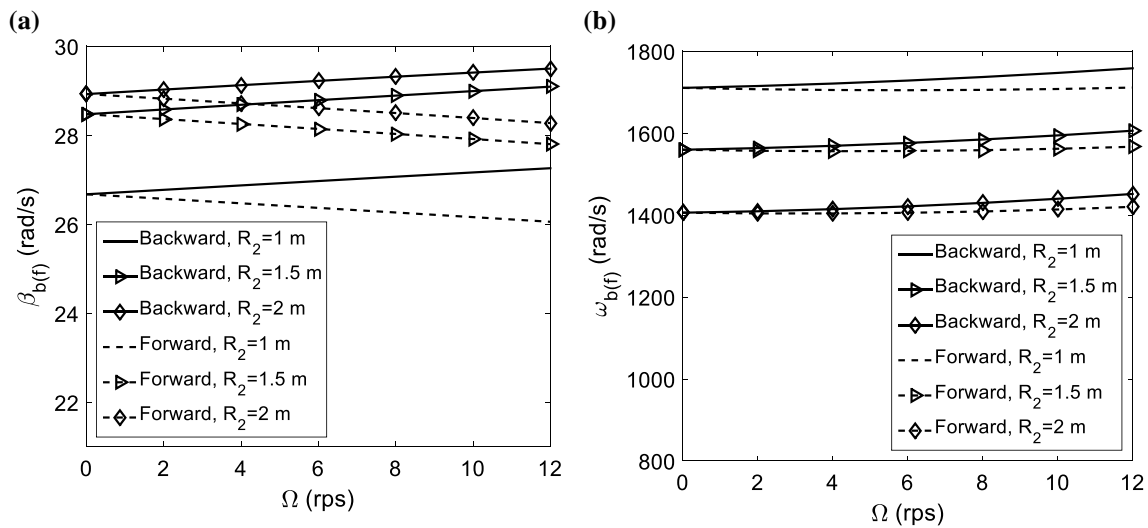 (a)
30
28
26
24
22
β_b(f) (rad/s)
Backward, R_2=1 m
Backward, R_2=1.5 m
Backward, R_2=2 m
Forward, R_2=1 m
Forward, R_2=1.5 m
Forward, R_2=2 m
0 2 4 6 8 10 12
Ω (rps)
(b)
1800
1600
1400
1200
1000
800
ω_b(f) (rad/s)
Backward, R_2=1 m
Backward, R_2=1.5 m
Backward, R_2=2 m
Forward, R_2=1 m
Forward, R_2=1.5 m
Forward, R_2=2 m
0 2 4 6 8 10 12
Ω (rps)